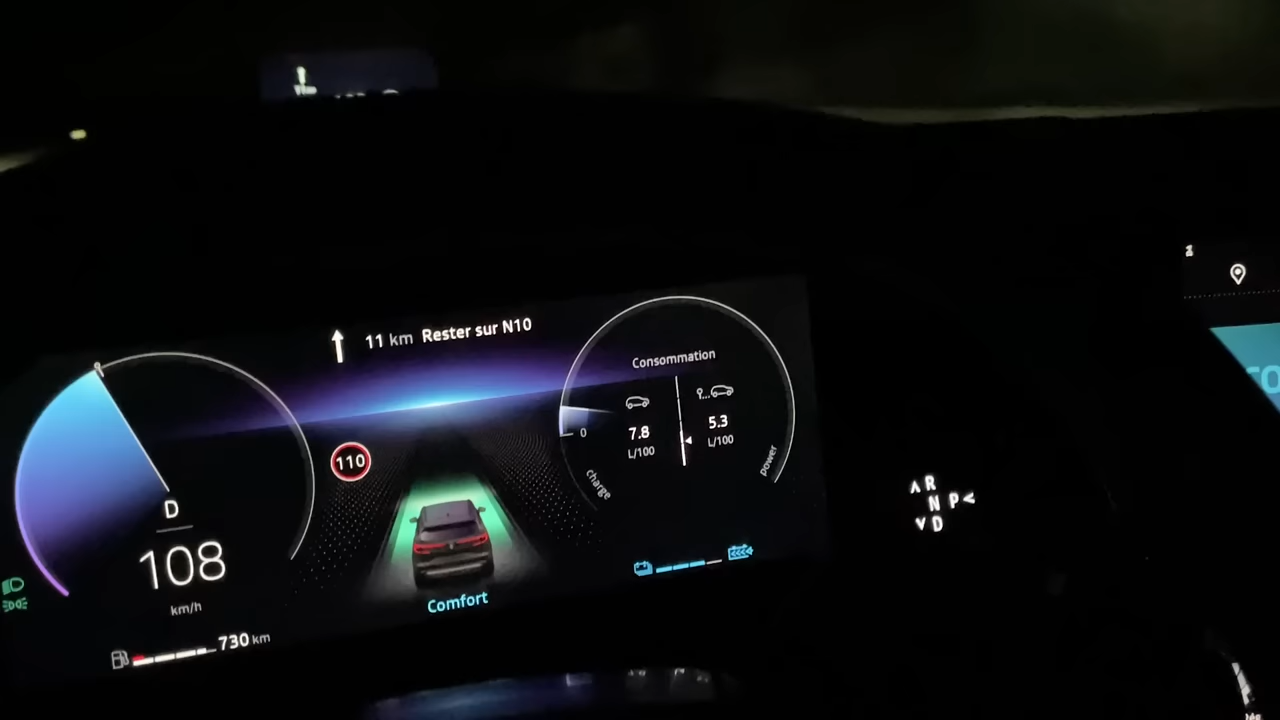 11 km Rester sur N10
Consommation
7.8
L/100
5.3
L/100
0
charge
power
110
D
108
km/h
730 km
Comfort
R
N P
D